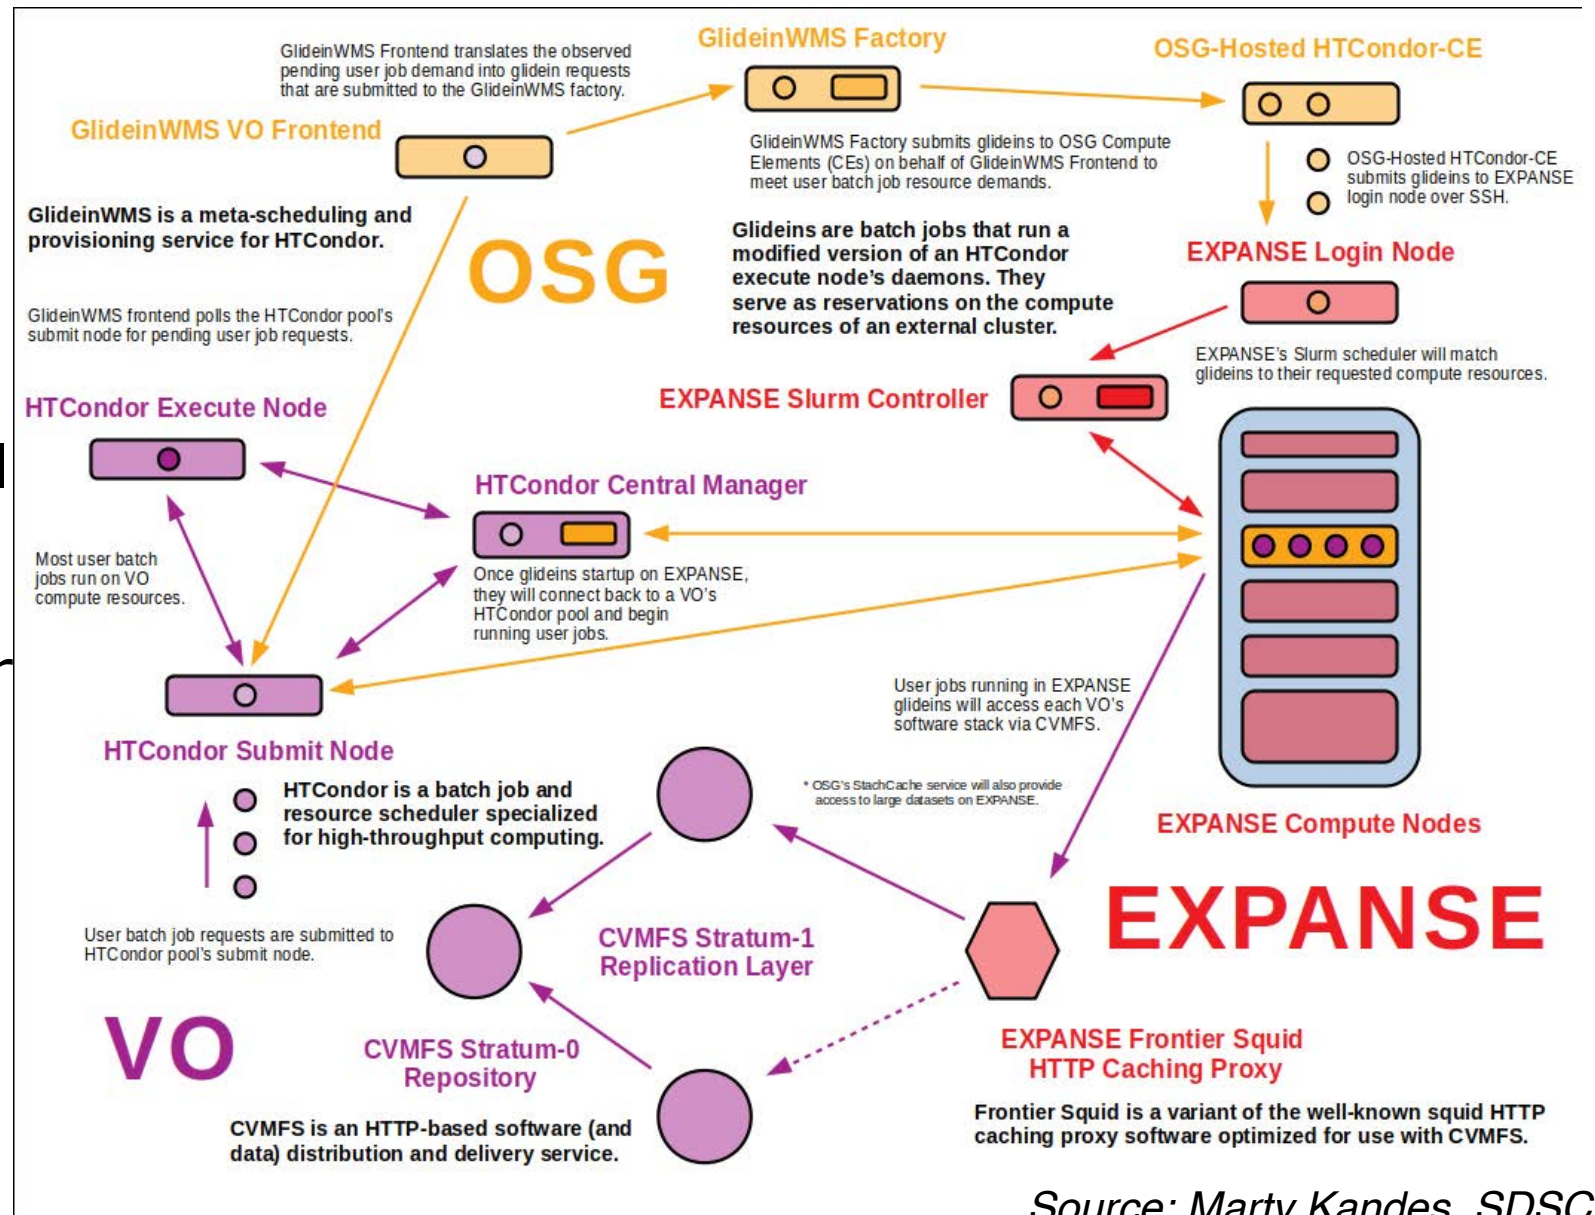 GlideinWMS Factory
OSG-Hosted HTCondor-CE
GlideinWMS Frontend translates the observed
pending user job demand into glidein requests
that are submitted to the GlideinWMS factory.
GlideinWMS VO Frontend
GlideinWMS Factory submits glideins to OSG Compute
Elements (CEs) on behalf of GlideinWMS Frontend to
meet user batch job resource demands.
OSG-Hosted HTCondor-CE
submits glideins to EXPANSE
login node over SSH.
GlideinWMS is a meta-scheduling and
provisioning service for HTCondor.
OSG
Glideins are batch jobs that run a
modified version of an HTCondor
execute node's daemons. They
serve as reservations on the compute
resources of an external cluster.
EXPANSE Login Node
GlideinWMS frontend polls the HTCondor pool's
submit node for pending user job requests.
EXPANSE's Slurm scheduler will match
glideins to their requested compute resources.
EXPANSE Slurm Controller
HTCondor Execute Node
HTCondor Central Manager
Most user batch
jobs run on VO
compute resources.
Once glideins startup on EXPANSE,
they will connect back to a VO's
HTCondor pool and begin
running user jobs.
User jobs running in EXPANSE
glideins will access each VO's
software stack via CVMFS.
HTCondor Submit Node
HTCondor is a batch job and
resource scheduler specialized
for high-throughput computing.
* OSG's StachCache service will also provide
access to large datasets on EXPANSE.
EXPANSE Compute Nodes
EXPANSE
User batch job requests are submitted to
HTCondor pool's submit node.
CVMFS Stratum-1
Replication Layer
VO
CVMFS Stratum-0
Repository
EXPANSE Frontier Squid
HTTP Caching Proxy
CVMFS is an HTTP-based software (and
data) distribution and delivery service.
Frontier Squid is a variant of the well-known squid HTTP
caching proxy software optimized for use with CVMFS.
Source: Marty Kandes, SDSC